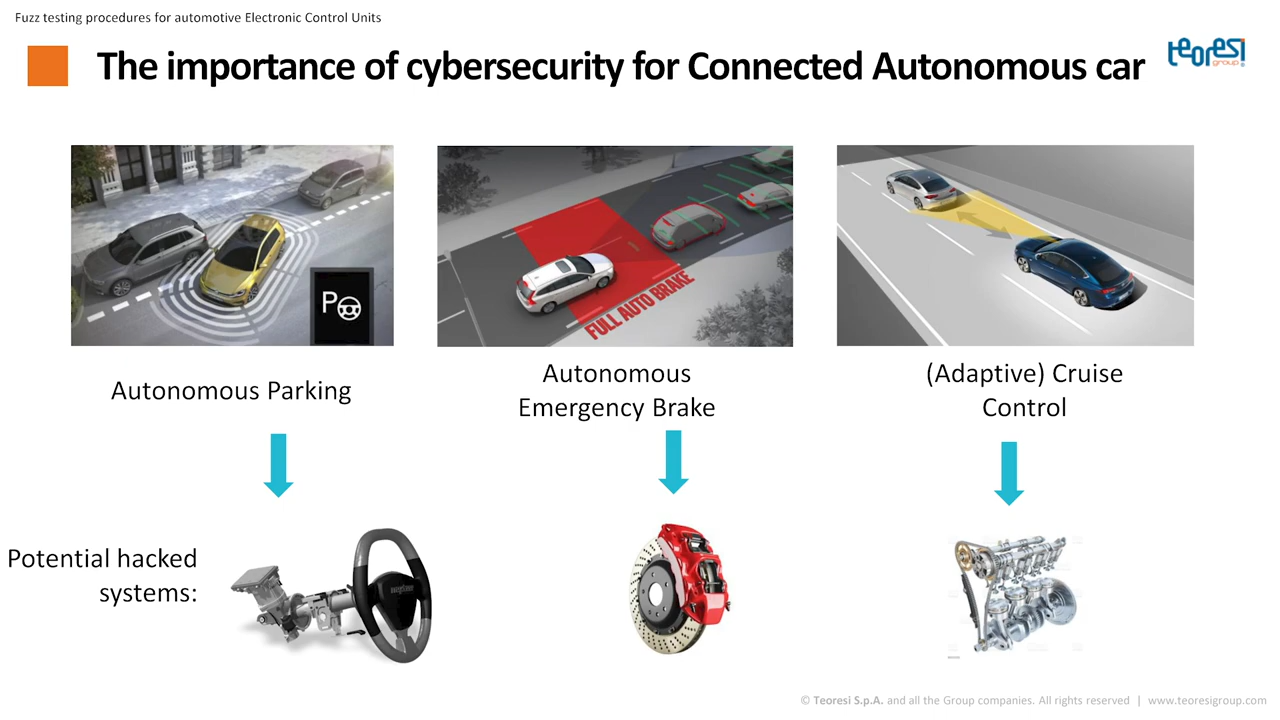 Fuzz testing procedures for automotive Electronic Control Units
The importance of cybersecurity for Connected Autonomous car
teoresi
group
P
FULL AUTO BRAKE
Autonomous Parking
Autonomous
Emergency Brake
(Adaptive) Cruise
Control
Potential hacked
systems:
© Teoresi S.p.A. and all the Group companies. All rights reserved | www.teoresigroup.com